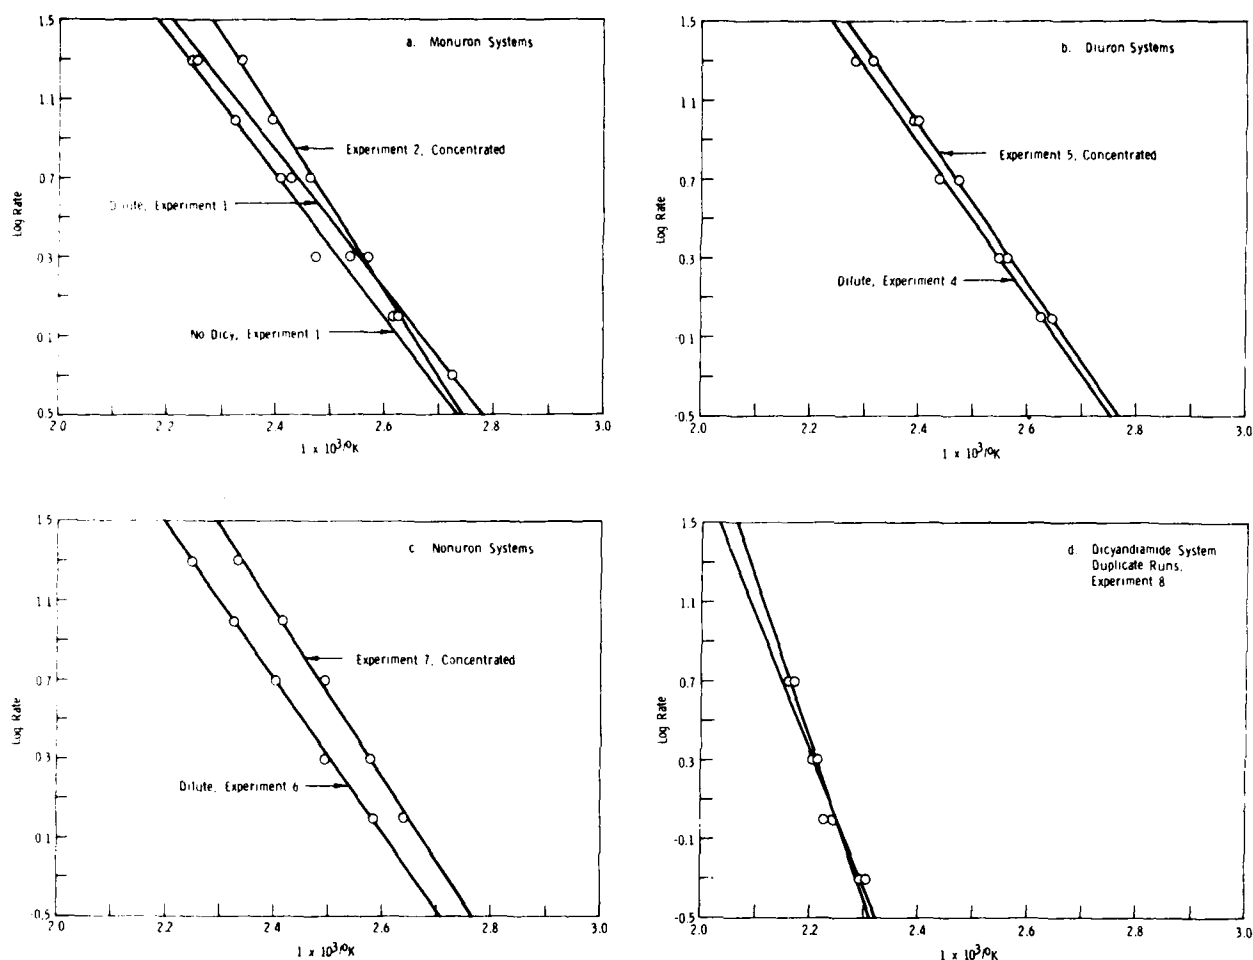 a. Monuron Systems
1.5
1.1
0.7
0.3
0.1
-0.5
Log Rate
Experiment 2, Concentrated
Dilute, Experiment 1
No Dicy, Experiment 1
2.0
2.2
2.4
2.6
2.8
3.0
1 x 10³/°K
b. Diuron Systems
1.5
1.1
0.7
0.3
-0.1
-0.5
Log Rate
Experiment 5, Concentrated
Dilute, Experiment 4
2.0
2.2
2.4
2.6
2.8
3.0
1 x 10³/°K
c Nonuron Systems
1.5
1.1
0.7
0.3
0.1
-0.5
Log Rate
Experiment 7, Concentrated
Dilute, Experiment 6
2.0
2.2
2.4
2.6
2.8
3.0
1 x 10³/°K
d. Dicyandiamide System
Duplicate Runs,
Experiment 8
1.5
1.1
0.7
0.3
-0.1
-0.5
Log Rate
2.0
2.2
2.4
2.6
2.8
3.0
1 x 10³/°K